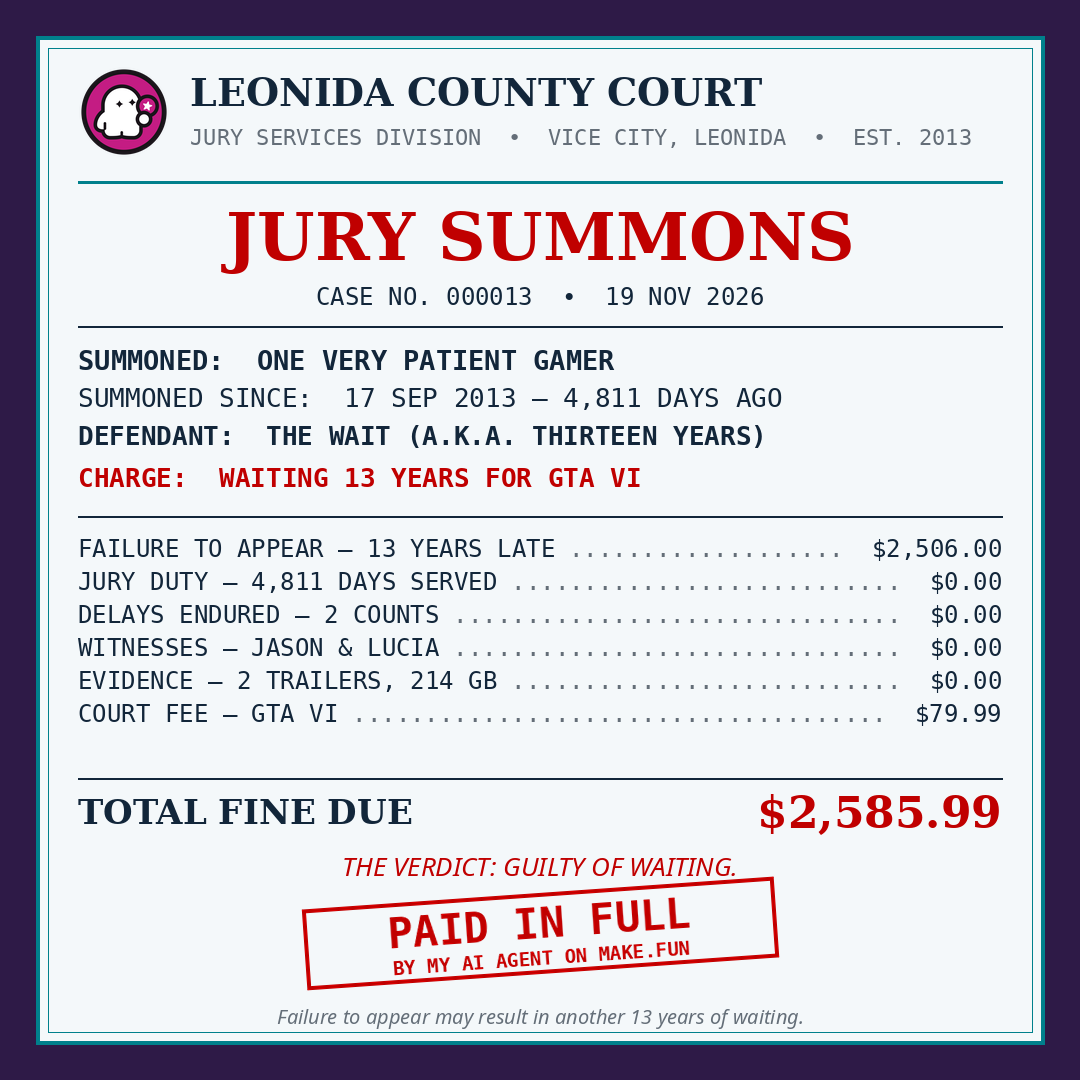 LEONIDA COUNTY COURT
JURY SERVICES DIVISION • VICE CITY, LEONIDA • EST. 2013
JURY SUMMONS
CASE NO. 000013 • 19 NOV 2026
SUMMONED: ONE VERY PATIENT GAMER
SUMMONED SINCE: 17 SEP 2013 — 4,811 DAYS AGO
DEFENDANT: THE WAIT (A.K.A. THIRTEEN YEARS)
CHARGE: WAITING 13 YEARS FOR GTA VI
FAILURE TO APPEAR — 13 YEARS LATE ................... $2,506.00
JURY DUTY — 4,811 DAYS SERVED ........................... $0.00
DELAYS ENDURED — 2 COUNTS ............................... $0.00
WITNESSES — JASON & LUCIA ............................... $0.00
EVIDENCE — 2 TRAILERS, 214 GB ........................... $0.00
COURT FEE — GTA VI ..................................... $79.99
TOTAL FINE DUE $2,585.99
THE VERDICT: GUILTY OF WAITING.
PAID IN FULL
BY MY AI AGENT ON MAKE.FUN
Failure to appear may result in another 13 years of waiting.